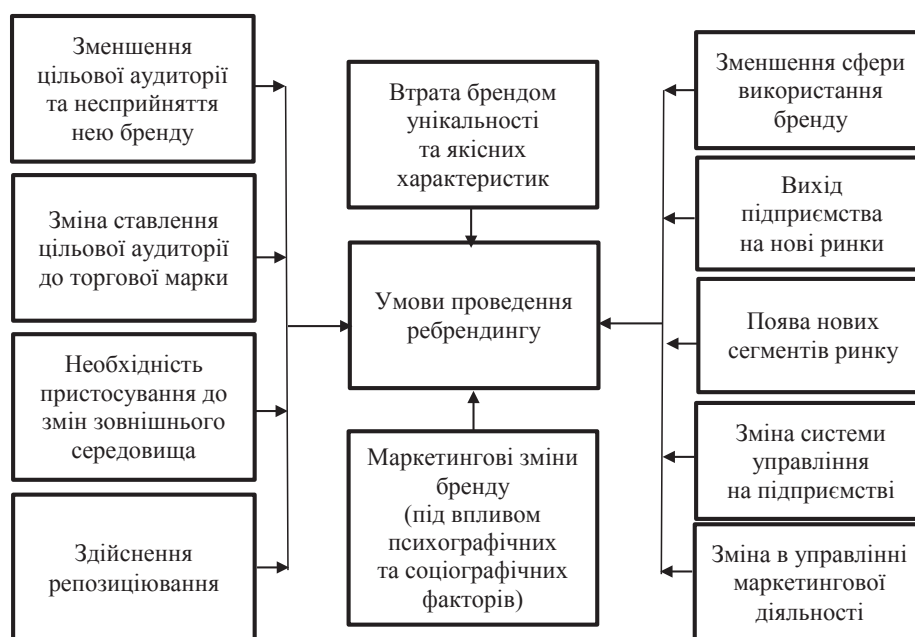 Зменшення
цільової аудиторії
та несприйняття
нею бренду
Зміна ставлення
цільової аудиторії
до торгової марки
Необхідність
пристосування до
змін зовнішнього
середовища
Здійснення
репозиціювання
Втрата брендом
унікальності
та якісних
характеристик
Умови проведення
ребрендингу
Маркетингові зміни
бренду
(під впливом
психографічних
та соціографічних
факторів)
Зменшення сфери
використання
бренду
Вихід
підприємства
на нові ринки
Поява нових
сегментів ринку
Зміна системи
управління
на підприємстві
Зміна в управлінні
маркетингової
діяльності